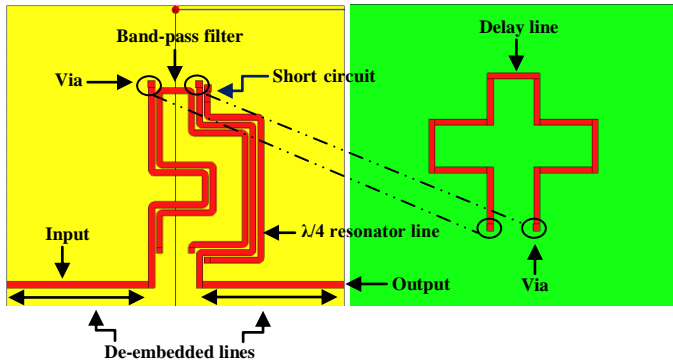 Band-pass filter
Delay line
Via
Short circuit
λ/4 resonator line
Input
Output
Via
De-embedded lines